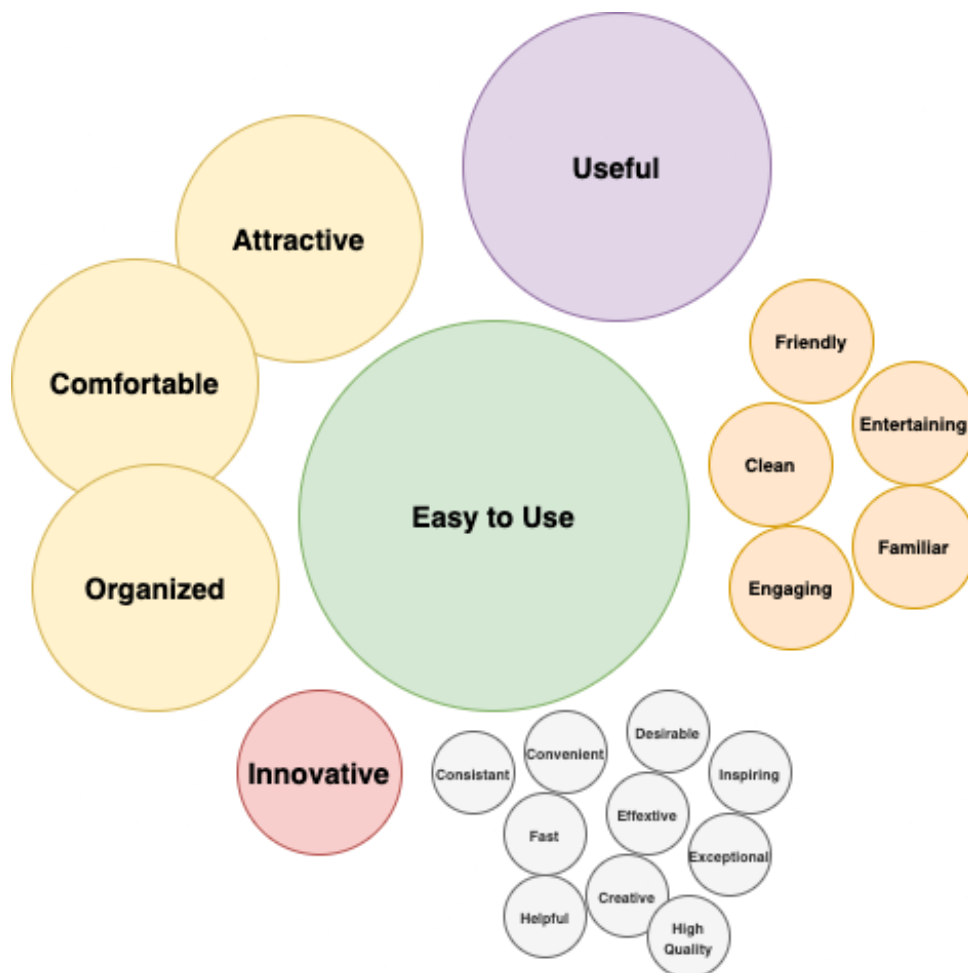 Useful
Attractive
Friendly
Comfortable
Entertaining
Clean
Easy to Use
Familiar
Organized
Engaging
Desirable
Convenient
Innovative
Consistant
Inspiring
Effextive
Fast
Exceptional
Creative
Helpful
High
Quality